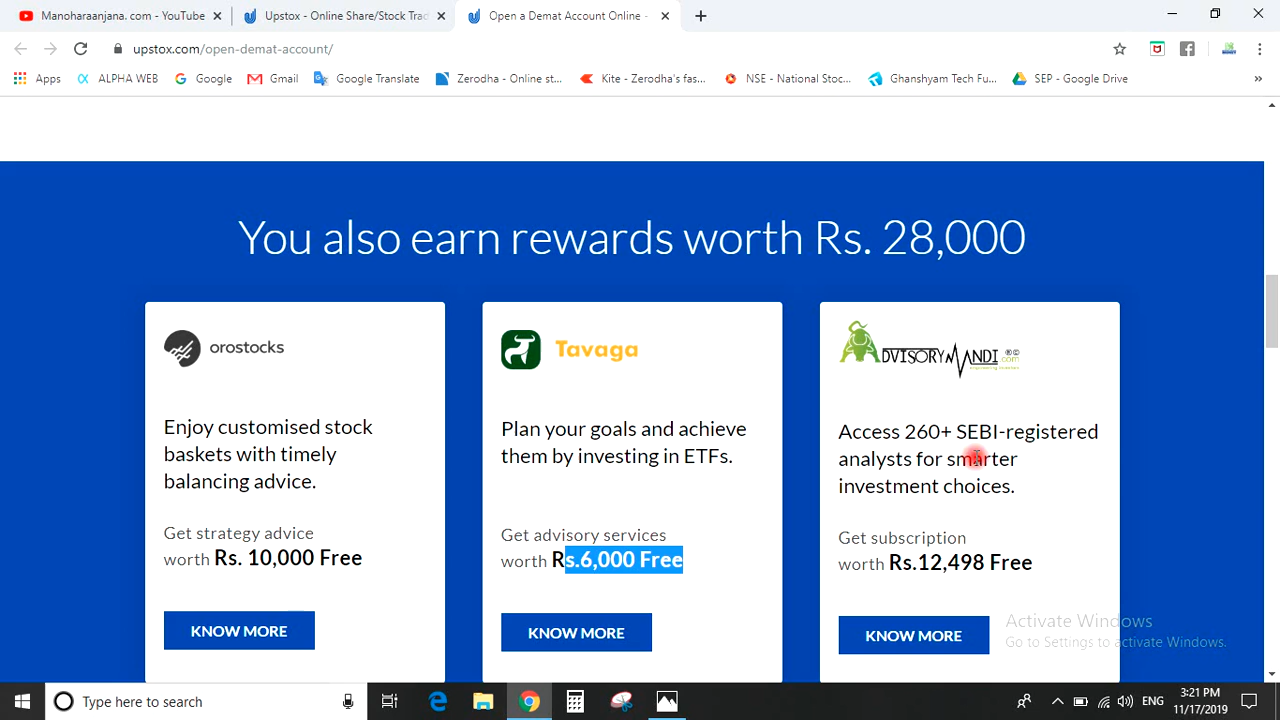 Manoharaanjana. com - YouTube
Upstox - Online Share/Stock Trad
Open a Demat Account Online -
upstox.com/open-demat-account/
Apps
ALPHA WEB
Google
Gmail
Google Translate
Zerodha - Online st...
Kite - Zerodha's fas...
NSE - National Stoc...
Ghanshyam Tech Fu...
SEP - Google Drive
You also earn rewards worth Rs. 28,000
orostocks
Enjoy customised stock
baskets with timely
balancing advice.
Get strategy advice
worth Rs. 10,000 Free
KNOW MORE
Tavaga
Plan your goals and achieve
them by investing in ETFs.
Get advisory services
worth Rs.6,000 Free
KNOW MORE
DVISORYMANDI.com
Access 260+ SEBI-registered
analysts for smarter
investment choices.
Get subscription
worth Rs.12,498 Free
KNOW MORE
Activate Windows
Go to Settings to activate Windows.
Type here to search
ENG
3:21 PM
11/17/2019